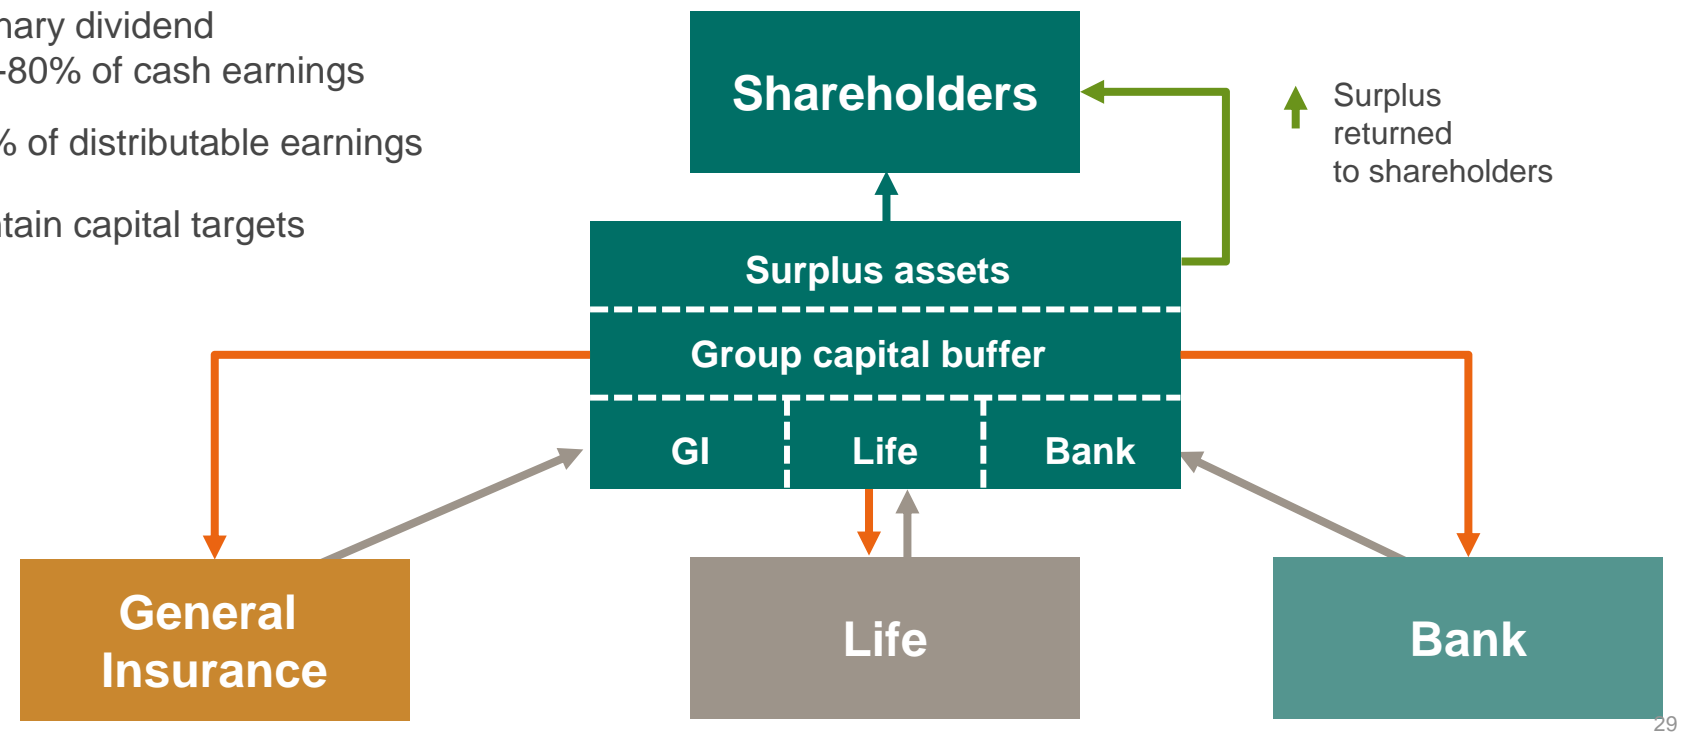 nary dividend
-80% of cash earnings
% of distributable earnings
ntain capital targets
Shareholders
Surplus
returned
to shareholders
Surplus assets
Group capital buffer
GI
Life
Bank
General
Insurance
Life
Bank
29